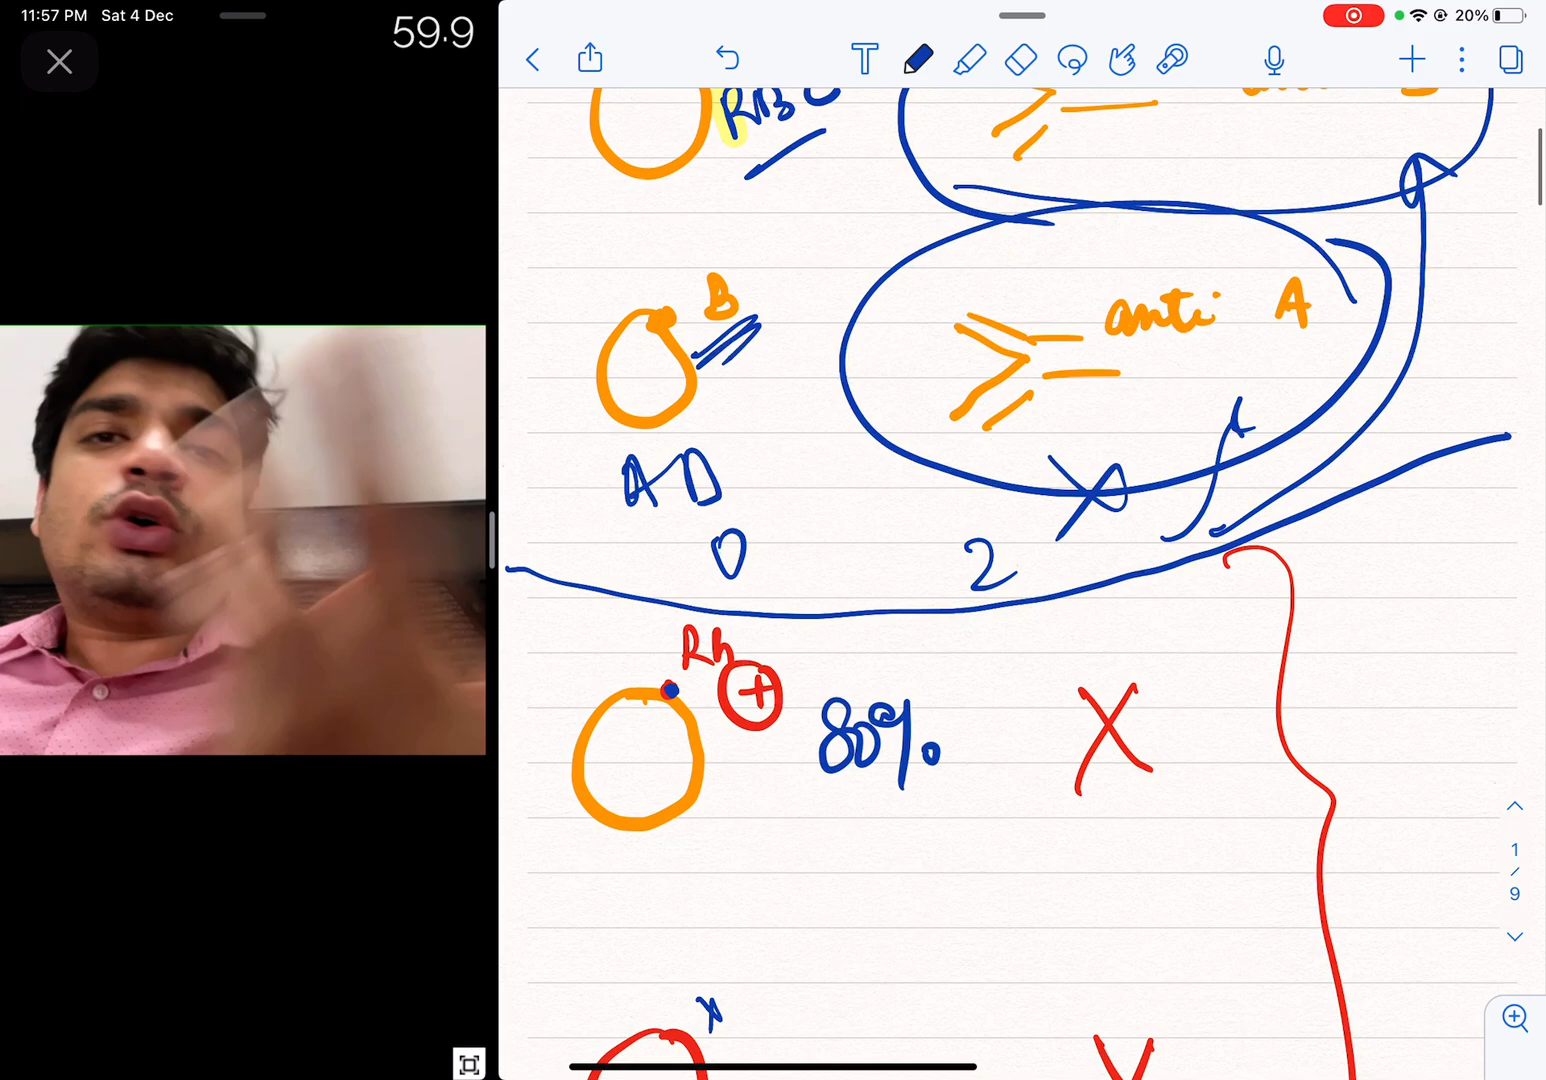 11:57 PM Sat 4 Dec
59.9
20%
T
RBC
B
anti A
AB
O
2
Rh
+
80%
X
X
1
/
9